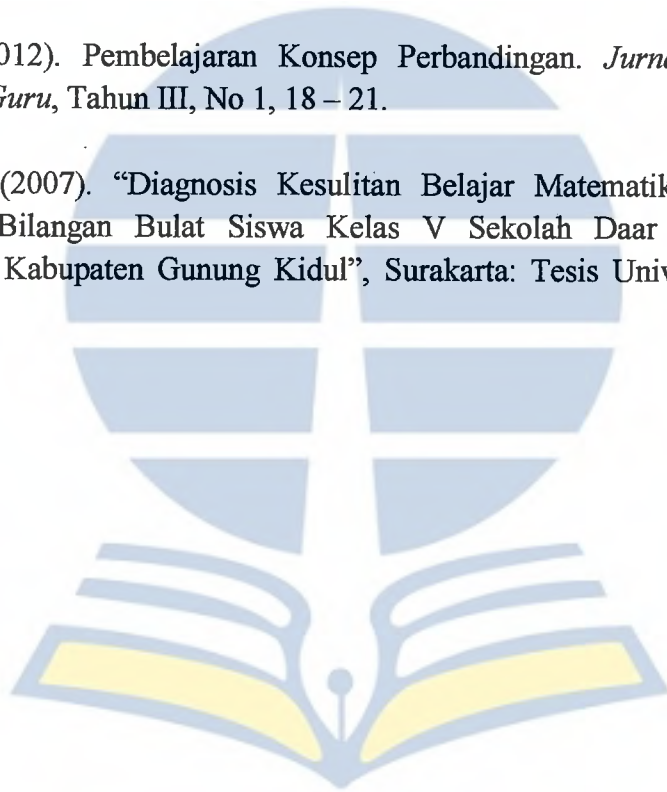 012). Pembelajaran Konsep Perbandingan. Jurna
Guru, Tahun III, No 1, 18 – 21.
(2007). “Diagnosis Kesulitan Belajar Matematik
Bilangan Bulat Siswa Kelas V Sekolah Daar
Kabupaten Gunung Kidul”, Surakarta: Tesis Univ